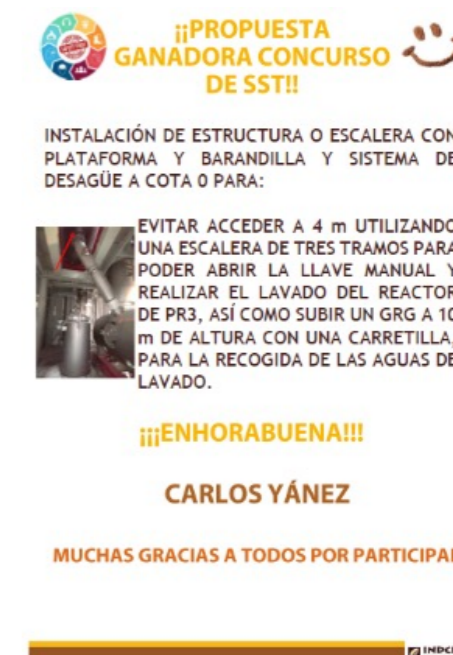 ¡¡PROPUESTA
GANADORA CONCURSO
DE SST!!
INSTALACIÓN DE ESTRUCTURA O ESCALERA CON
PLATAFORMA Y BARANDILLA Y SISTEMA DE
DESAGÜE A COTA 0 PARA:
EVITAR ACCEDER A 4 m UTILIZANDO
UNA ESCALERA DE TRES TRAMOS PARA
PODER ABRIR LA LLAVE MANUAL Y
REALIZAR EL LAVADO DEL REACTOR
DE PR3, ASÍ COMO SUBIR UN GRG A 10
m DE ALTURA CON UNA CARRETILLA,
PARA LA RECOGIDA DE LAS AGUAS DE
LAVADO.
¡¡¡ENHORABUENA!!!
CARLOS YÁNEZ
MUCHAS GRACIAS A TODOS POR PARTICIPA